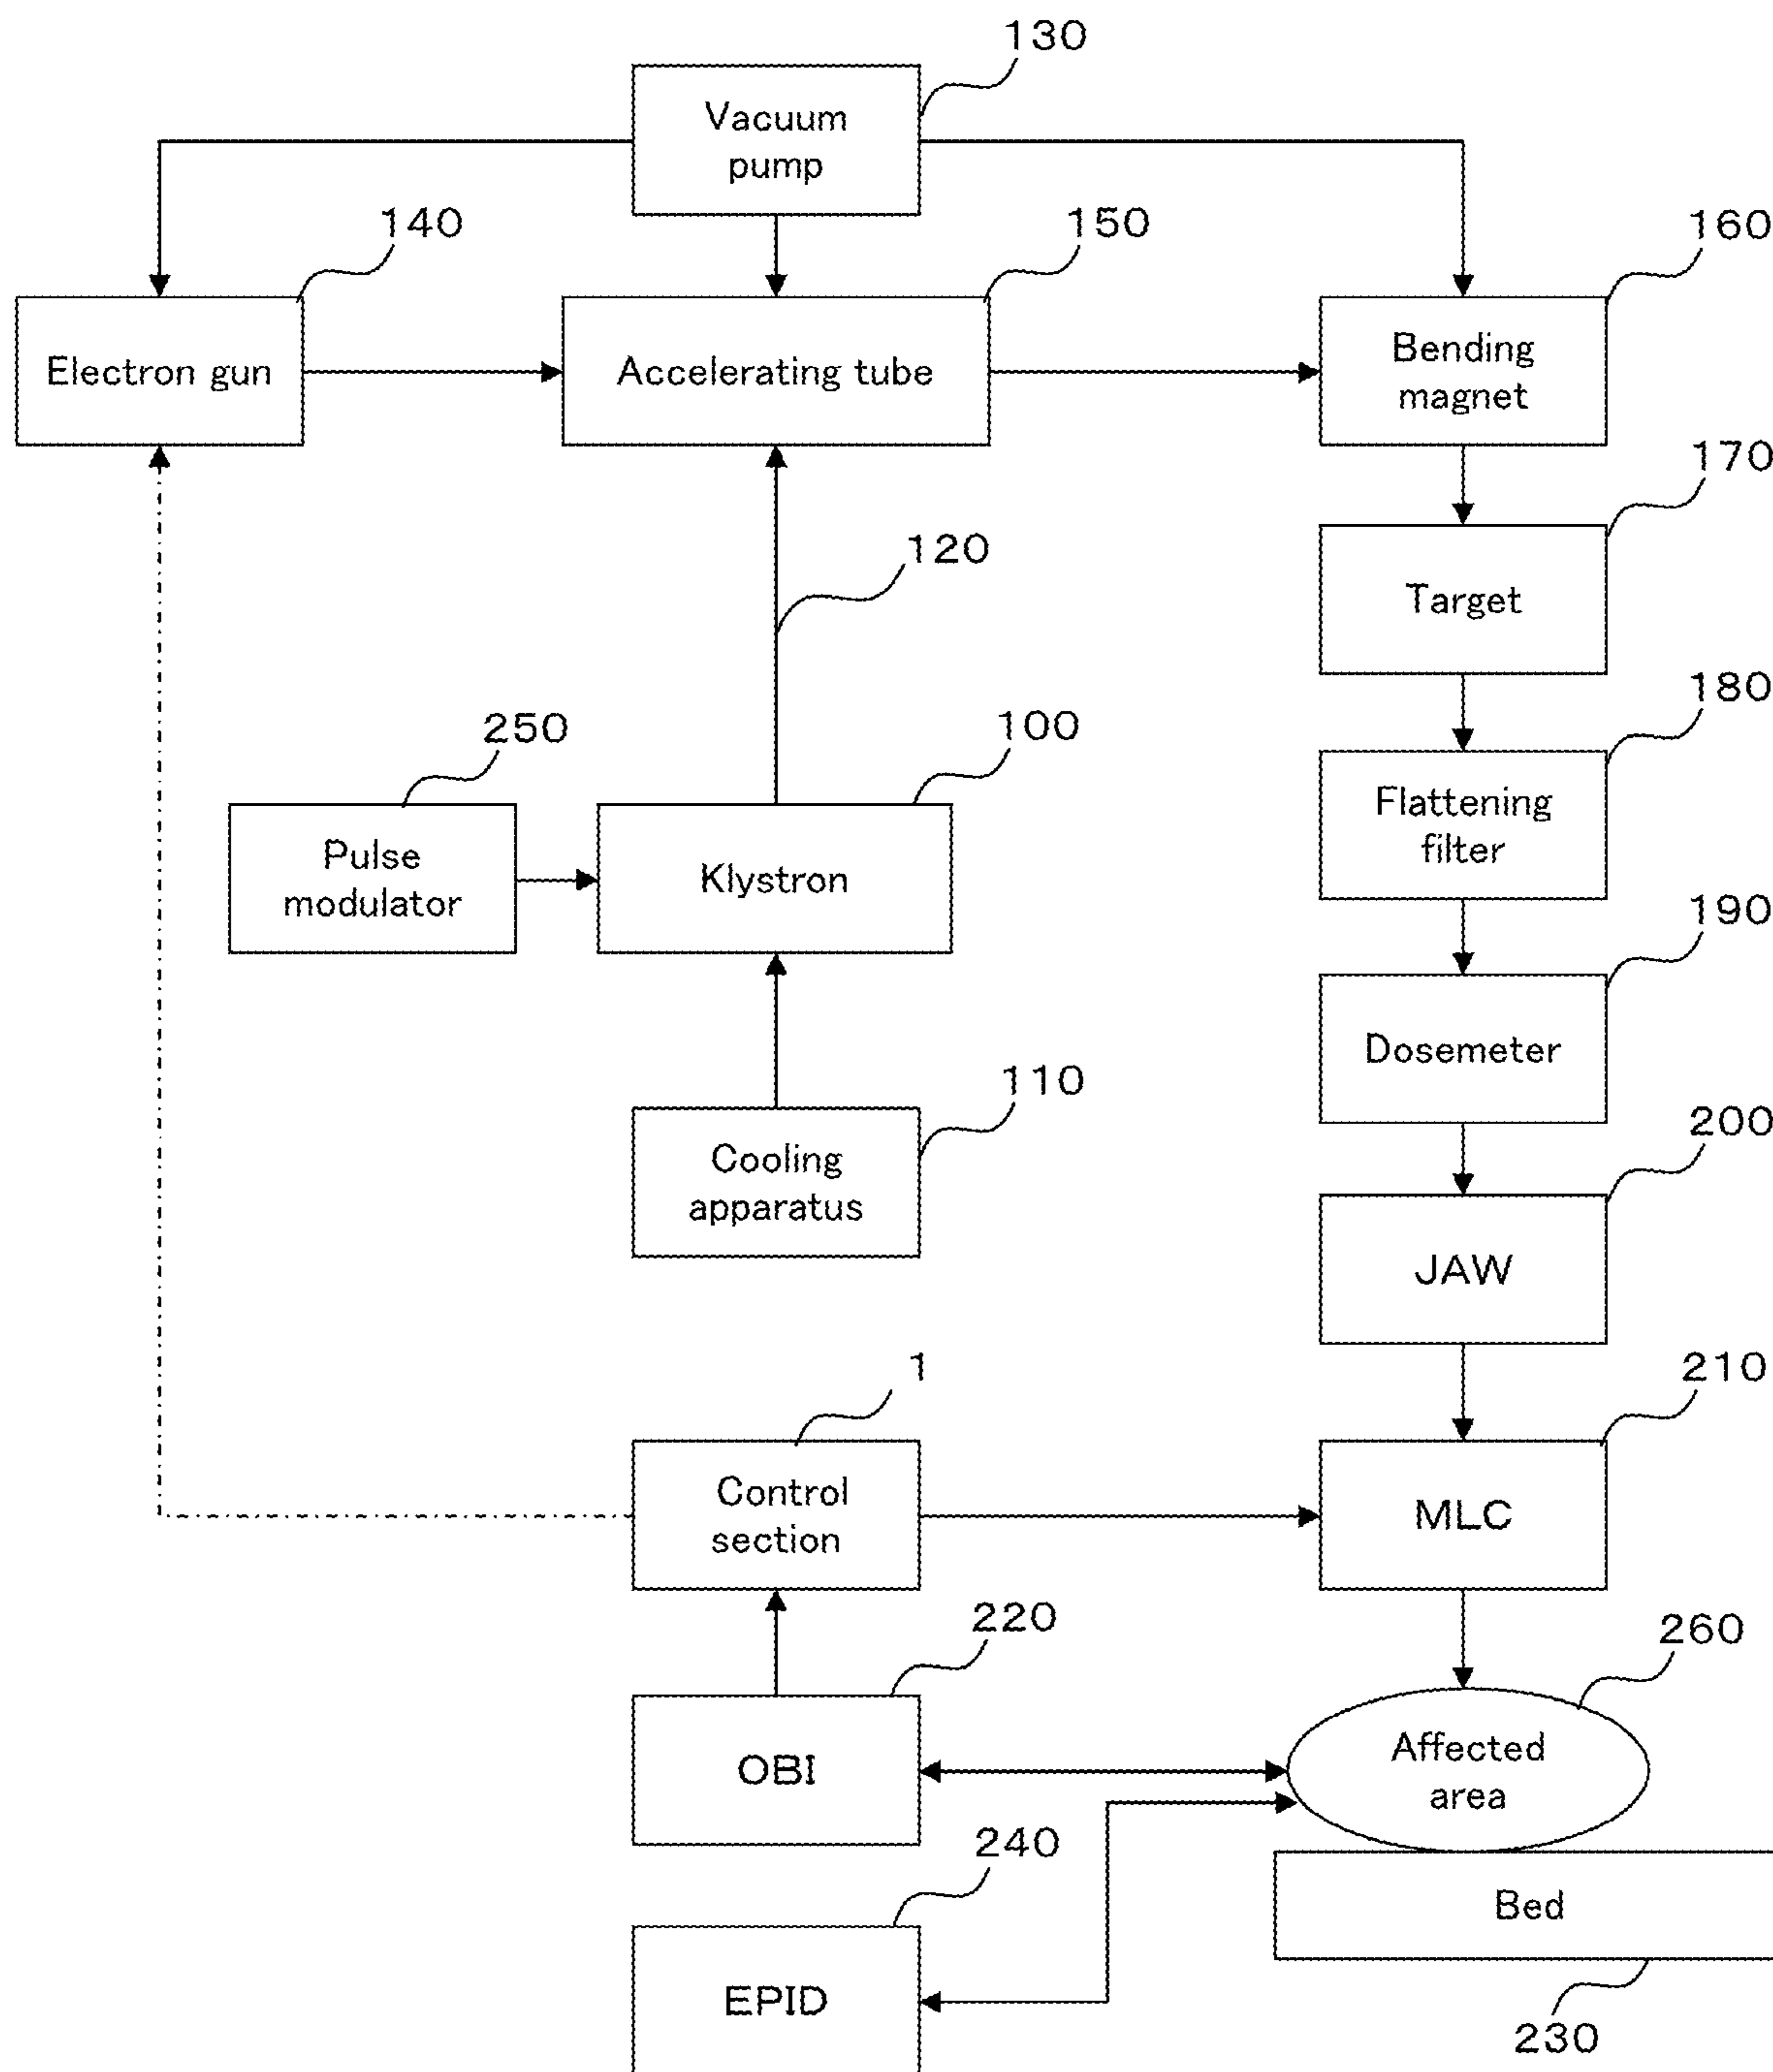 130
Vacuum
pump
140
150
160
Electron gun
Accelerating tube
Bending
magnet
170
120
Target
180
250
100
Pulse
modulator
Klystron
Flattening
filter
190
110
Dosemeter
Cooling
apparatus
200
JAW
1
210
Control
section
MLC
220
260
OBI
Affected
area
240
Bed
EPID
230